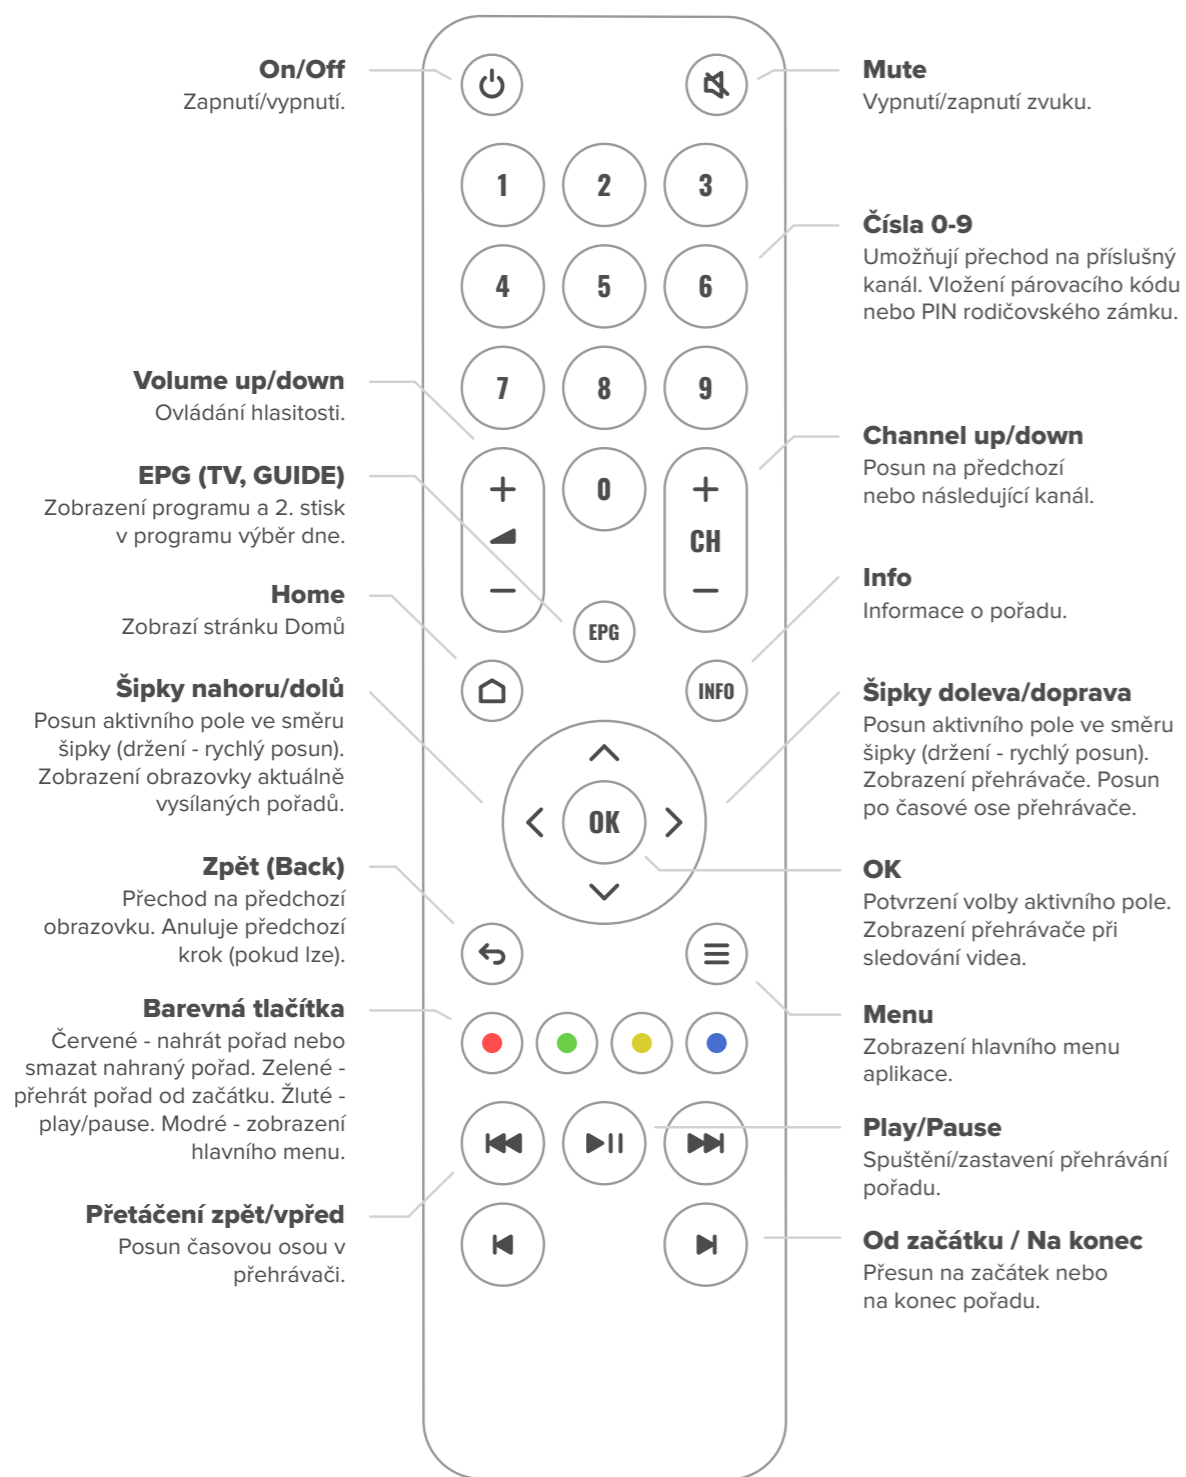 On/Off
Zapnutí/vypnutí.
Mute
Vypnutí/zapnutí zvuku.
1
2
3
Čísla 0-9
Umožňují přechod na příslušný
kanál. Vložení párovacího kódu
nebo PIN rodičovského zámku.
4
5
6
Volume up/down
Ovládání hlasitosti.
7
8
9
Channel up/down
Posun na předchozí
nebo následující kanál.
EPG (TV, GUIDE)
Zobrazení programu a 2. stisk
v programu výběr dne.
0
CH
Info
Informace o pořadu.
Home
Zobrazí stránku Domů
EPG
INFO
Šipky nahoru/dolů
Posun aktivního pole ve směru
šipky (držení - rychlý posun).
Zobrazení obrazovky aktuálně
vysílaných pořadů.
Šipky doleva/doprava
Posun aktivního pole ve směru
šipky (držení - rychlý posun).
Zobrazení přehrávače. Posun
po časové ose přehrávače.
OK
Zpět (Back)
Přechod na předchozí
obrazovku. Anuluje předchozí
krok (pokud lze).
OK
Potvrzení volby aktivního pole.
Zobrazení přehrávače při
sledování videa.
Barevná tlačítka
Červené - nahrát pořad nebo
smazat nahraný pořad. Zelené -
přehrát pořad od začátku. Žluté -
play/pause. Modré - zobrazení
hlavního menu.
Menu
Zobrazení hlavního menu
aplikace.
Play/Pause
Spuštění/zastavení přehrávání
pořadu.
Přetáčení zpět/vpřed
Posun časovou osou v
přehrávači.
Od začátku / Na konec
Přesun na začátek nebo
na konec pořadu.